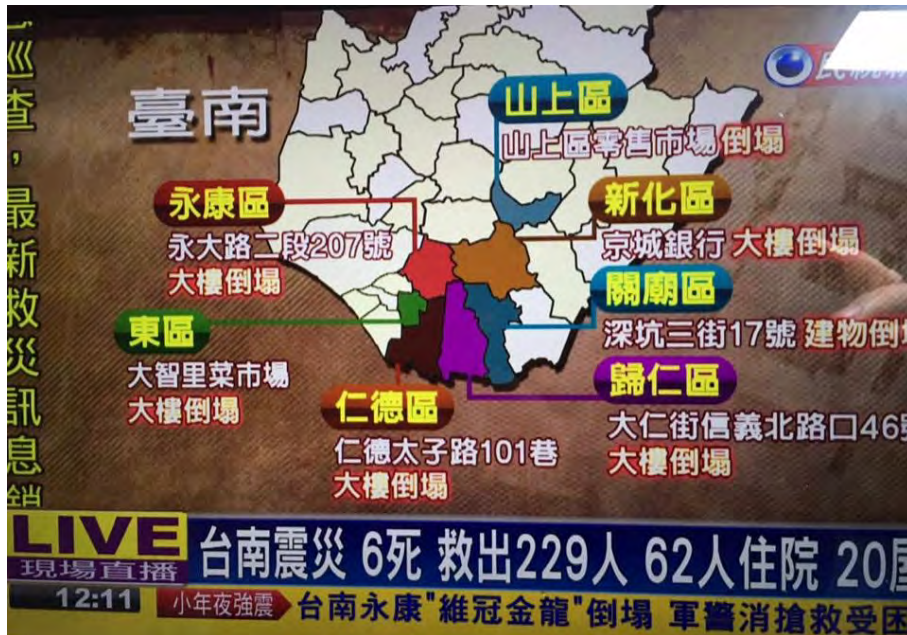 巡查，最新救災訊息
臺南
民視
山上區
山上區零售市場 倒塌
永康區
永大路二段207號
大樓倒塌
新化區
京城銀行 大樓倒塌
關廟區
深坑三街17號 建物倒塌
東區
大智里菜市場
大樓倒塌
仁德區
仁德太子路101巷
大樓倒塌
歸仁區
大仁街信義北路口46號
大樓倒塌
LIVE
現場直播
台南震災 6死 救出229人 62人住院 20
12:11
小年夜強震
台南永康"維冠金龍"倒塌 軍警消搶救受困